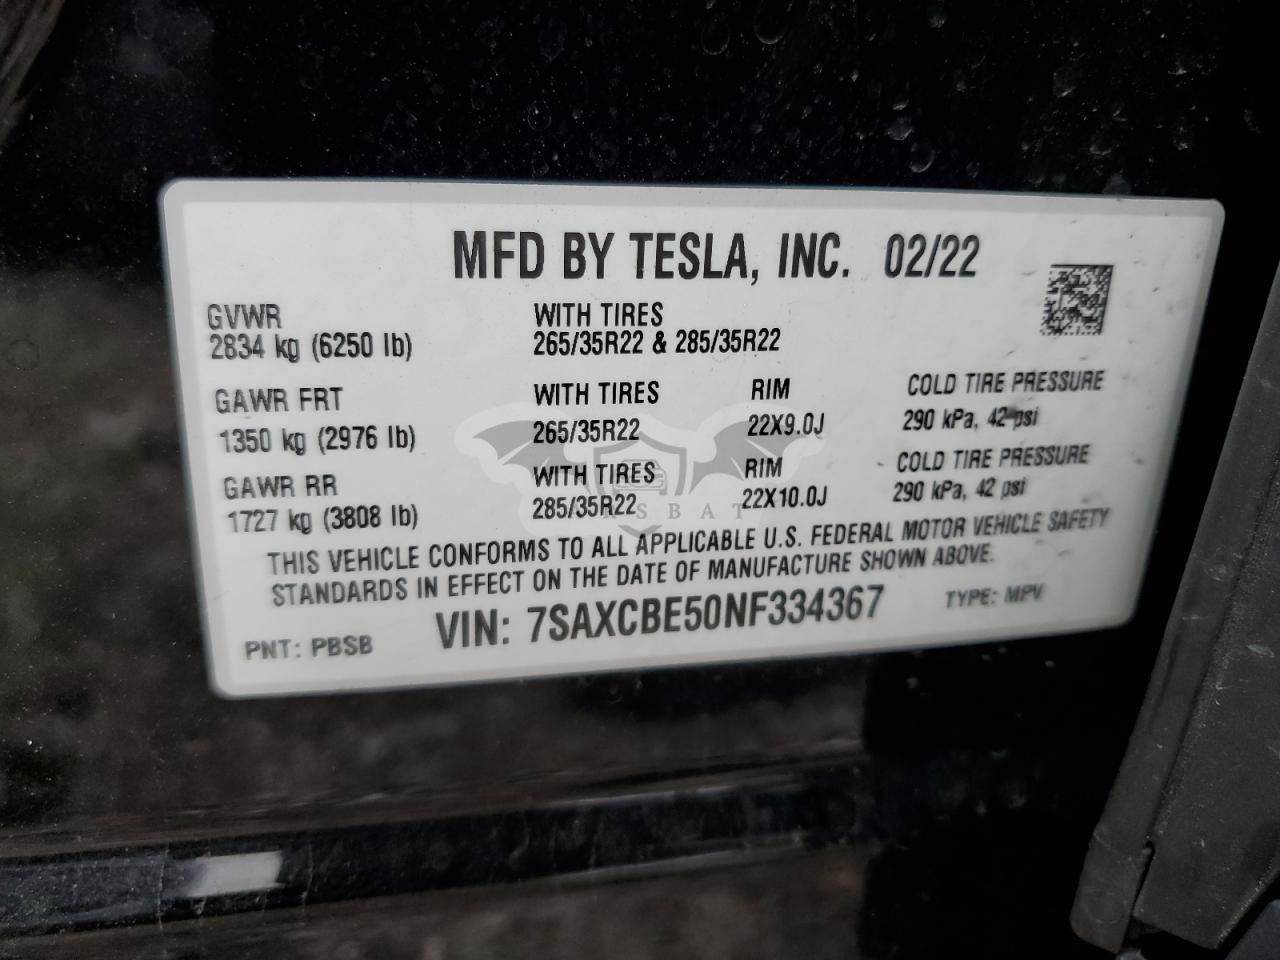 MFD BY TESLA, INC. 02/22
GVWR WITH TIRES
2834 kg (6250 lb) 265/35R22 & 285/35R22
GAWR FRT WITH TIRES RIM COLD TIRE PRESSURE
1350 kg (2976 lb) 265/35R22 22X9.0J 290 kPa, 42 psi
GAWR RR WITH TIRES RIM COLD TIRE PRESSURE
1727 kg (3808 lb) 285/35R22 22X10.0J 290 kPa, 42 psi
THIS VEHICLE CONFORMS TO ALL APPLICABLE U.S. FEDERAL MOTOR VEHICLE SAFETY
STANDARDS IN EFFECT ON THE DATE OF MANUFACTURE SHOWN ABOVE.
PNT: PBSB VIN: 7SAXCBE50NF334367 TYPE: MPV